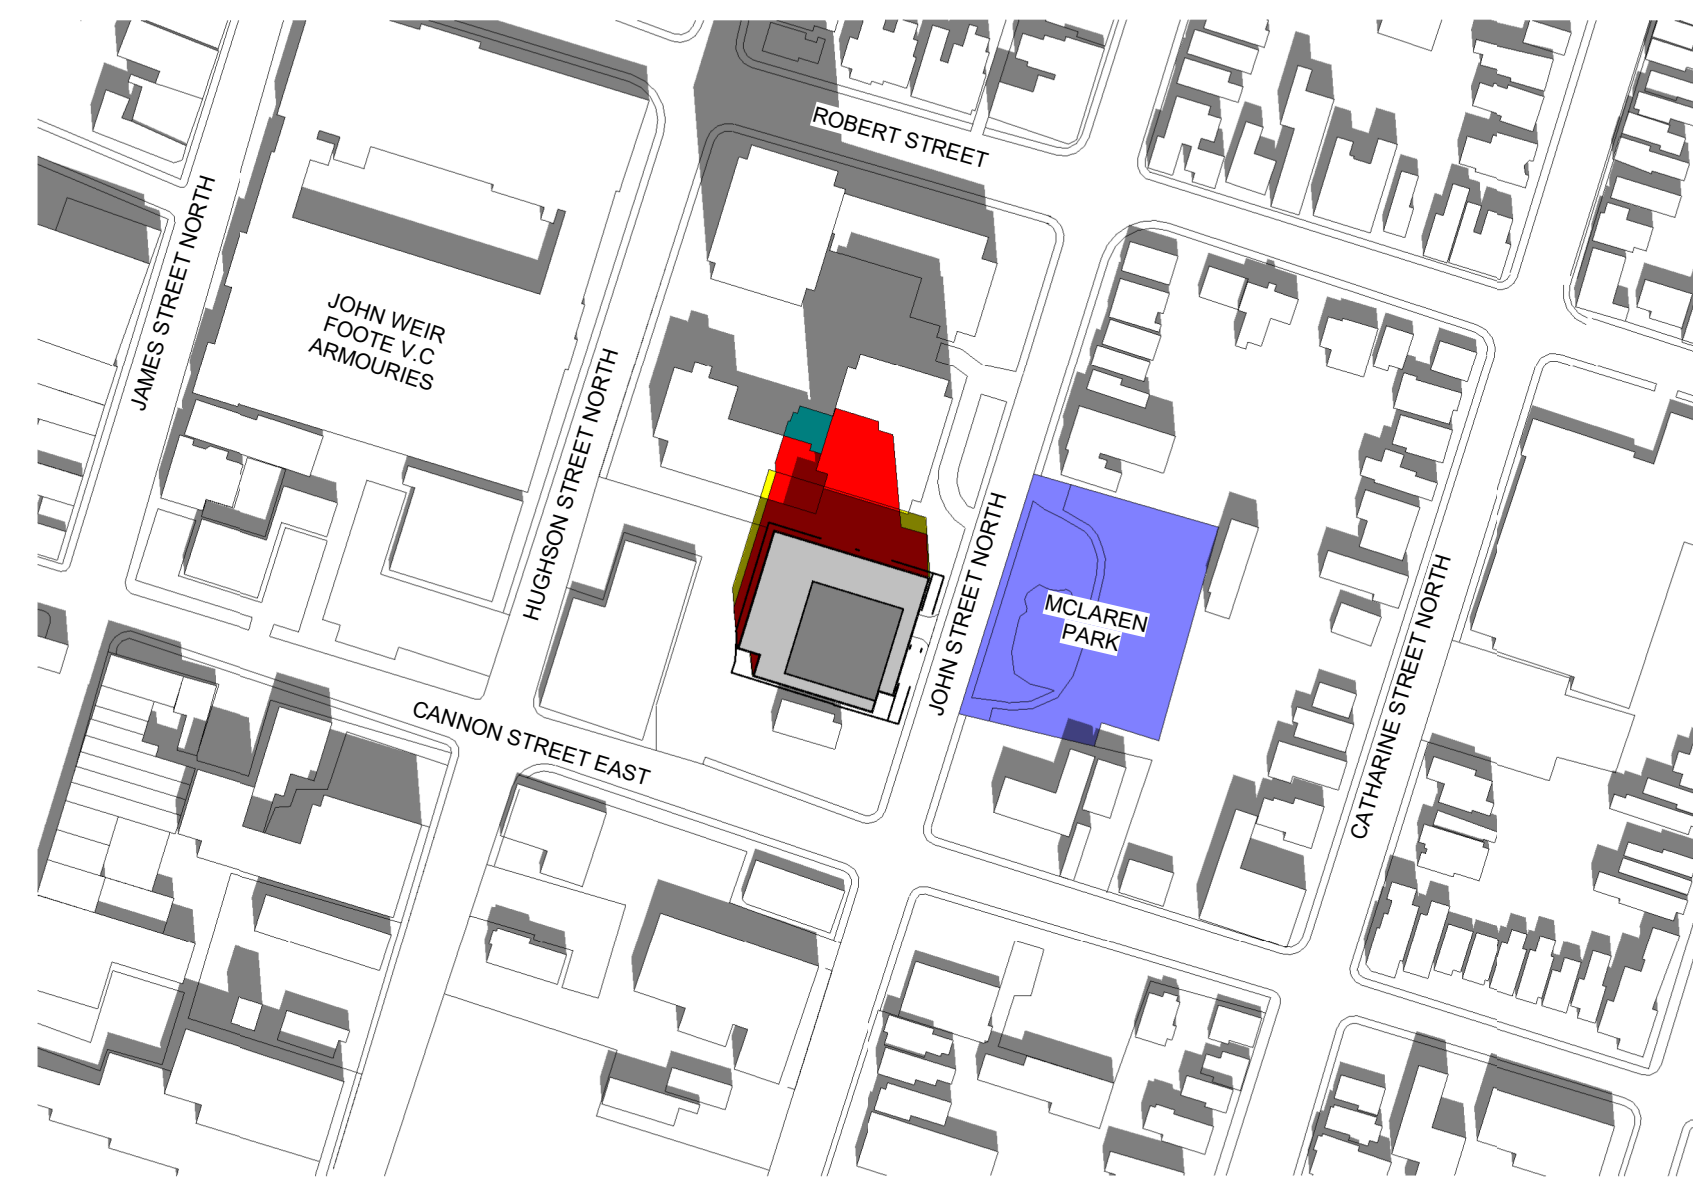 ROBERT STREET
JAMES STREET NORTH
JOHN WEIR
FOOTE V.C
ARMOURIES
HUGHSON STREET NORTH
JOHN STREET NORTH
MCLAREN
PARK
CATHARINE STREET NORTH
CANNON STREET EAST